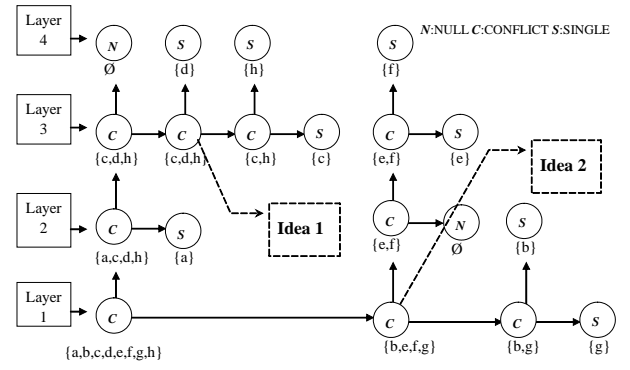 Layer
4
N
S
S
S
N:NULL C:CONFLICT S:SINGLE
Ø
{d}
{h}
{f}
Layer
3
C
C
C
S
C
S
{c,d,h}
{c,d,h}
{c,h}
{c}
{e,f}
{e}
Idea 2
Layer
2
C
S
Idea 1
C
N
S
{a,c,d,h}
{a}
{e,f}
Ø
{b}
Layer
1
C
C
C
S
{a,b,c,d,e,f,g,h}
{b,e,f,g}
{b,g}
{g}